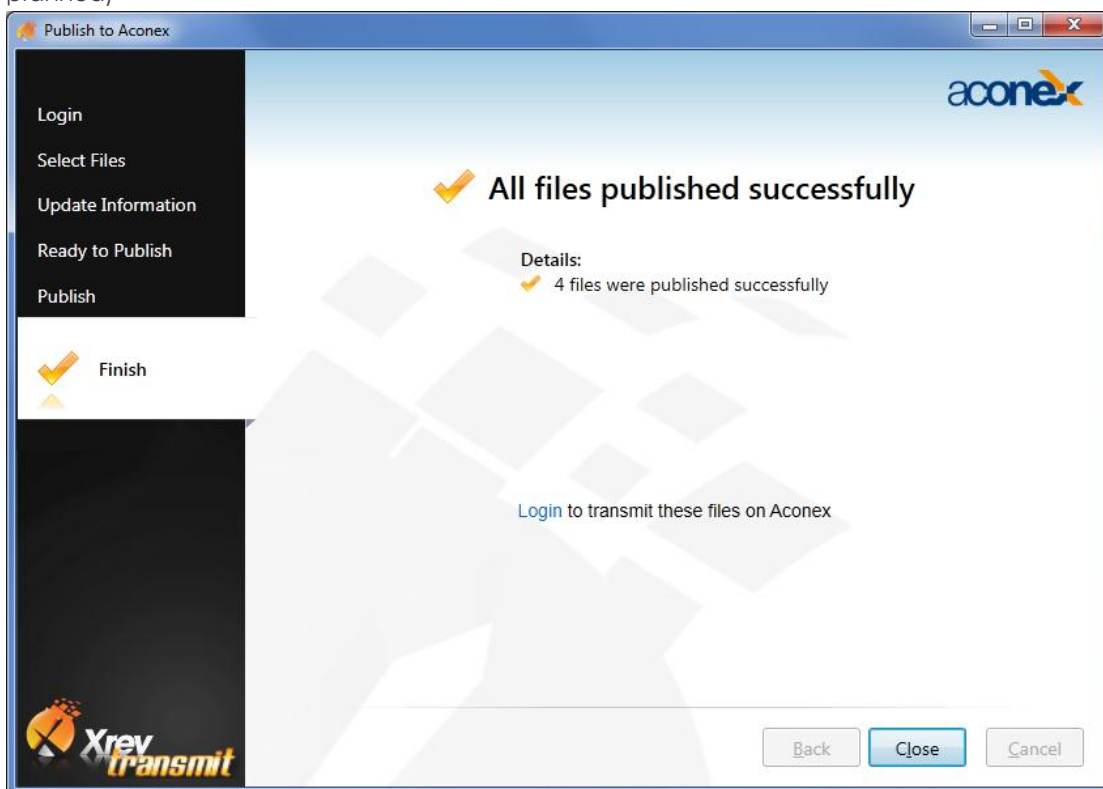 planned)
Publish to Aconex
aconex
Login
Select Files
Update Information
Ready to Publish
Publish
Finish
All files published successfully
Details:
4 files were published successfully
Login to transmit these files on Aconex
Xrev
transmit
Back
Close
Cancel